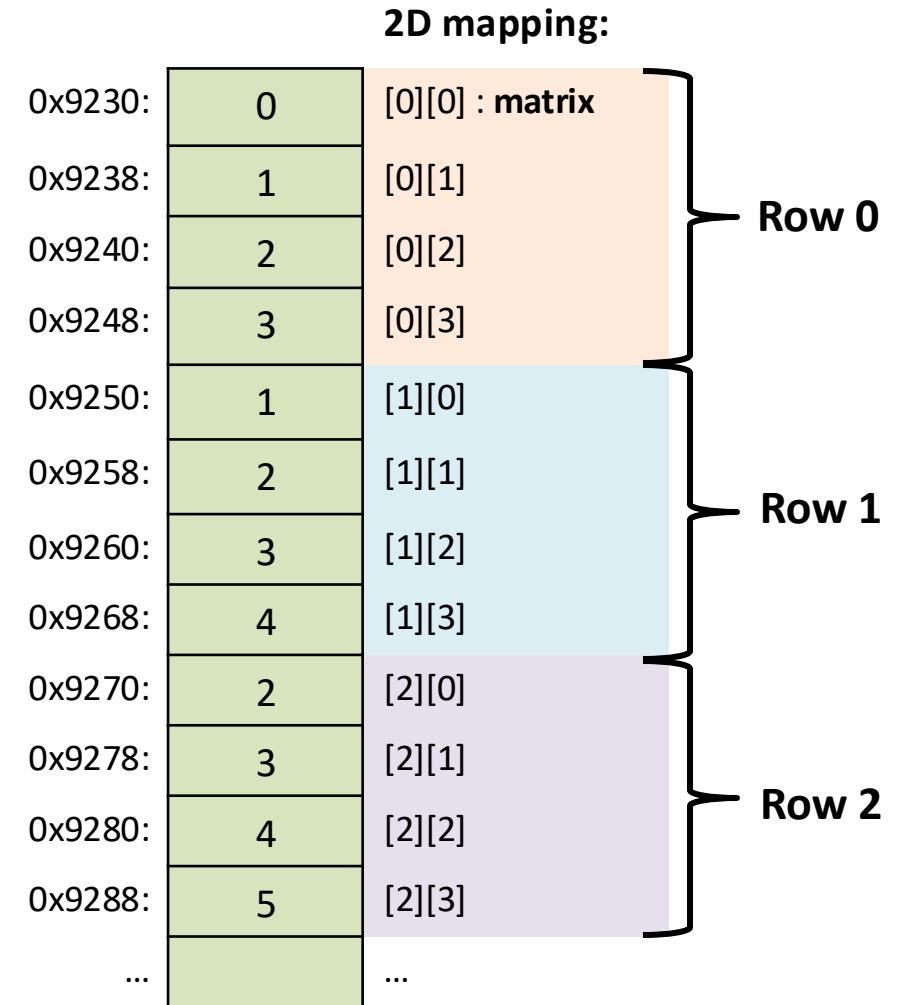 2D mapping:
0x9230: 0 [0][0] : matrix
0x9238: 1 [0][1]
Row 0
0x9240: 2 [0][2]
0x9248: 3 [0][3]
0x9250: 1 [1][0]
0x9258: 2 [1][1]
Row 1
0x9260: 3 [1][2]
0x9268: 4 [1][3]
0x9270: 2 [2][0]
0x9278: 3 [2][1]
Row 2
0x9280: 4 [2][2]
0x9288: 5 [2][3]
... ...